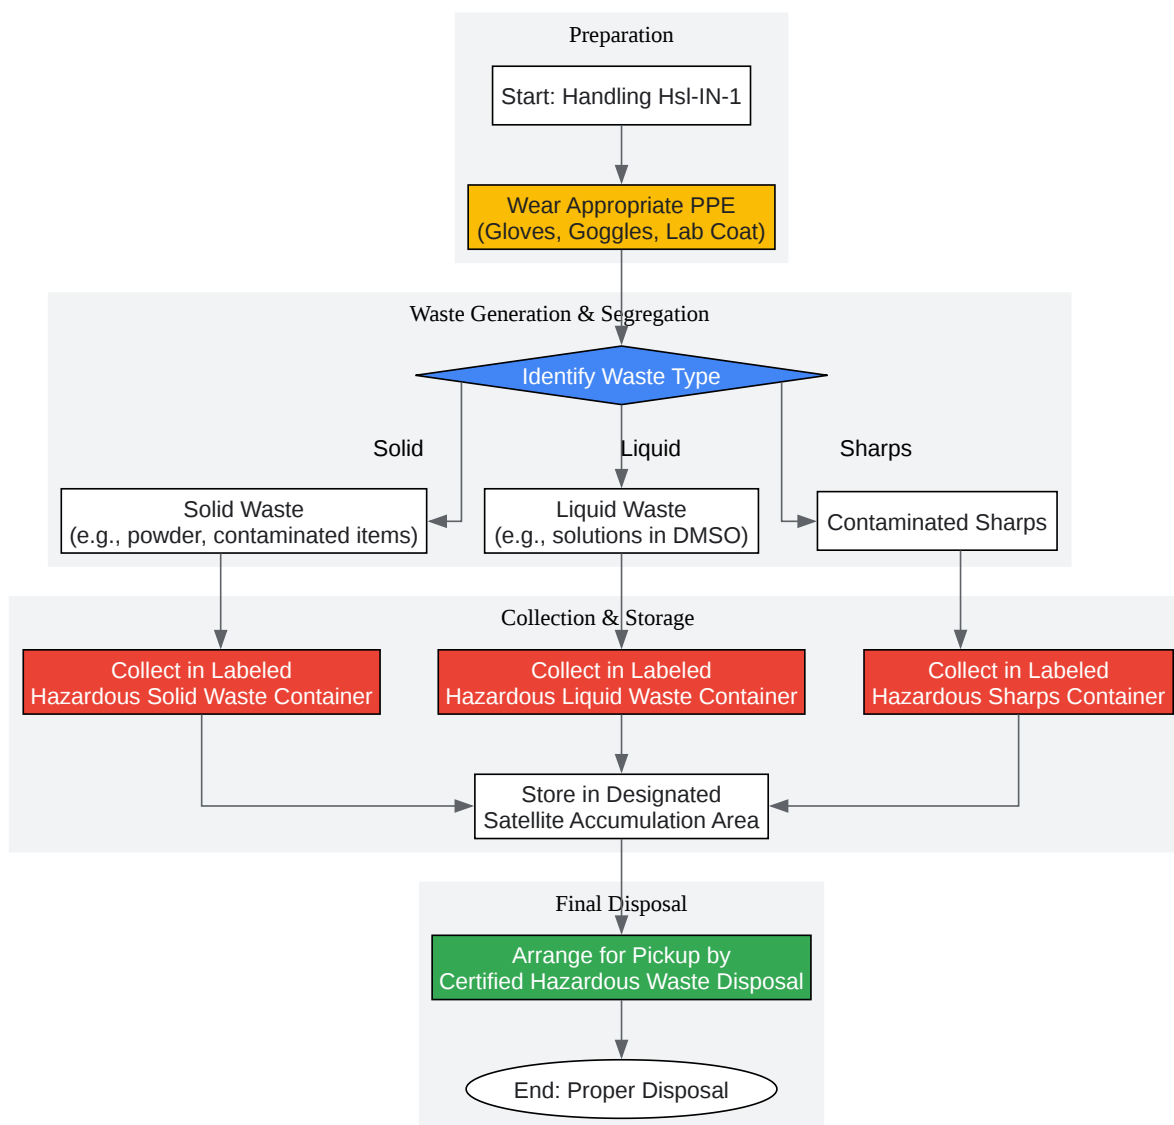 Preparation
Start: Handling Hsl-IN-1
Wear Appropriate PPE
(Gloves, Goggles, Lab Coat)
Waste Generation & Segregation
Identify Waste Type
Solid
Liquid
Sharps
Solid Waste
(e.g., powder, contaminated items)
Liquid Waste
(e.g., solutions in DMSO)
Contaminated Sharps
Collection & Storage
Collect in Labeled
Hazardous Solid Waste Container
Collect in Labeled
Hazardous Liquid Waste Container
Collect in Labeled
Hazardous Sharps Container
Store in Designated
Satellite Accumulation Area
Final Disposal
Arrange for Pickup by
Certified Hazardous Waste Disposal
End: Proper Disposal